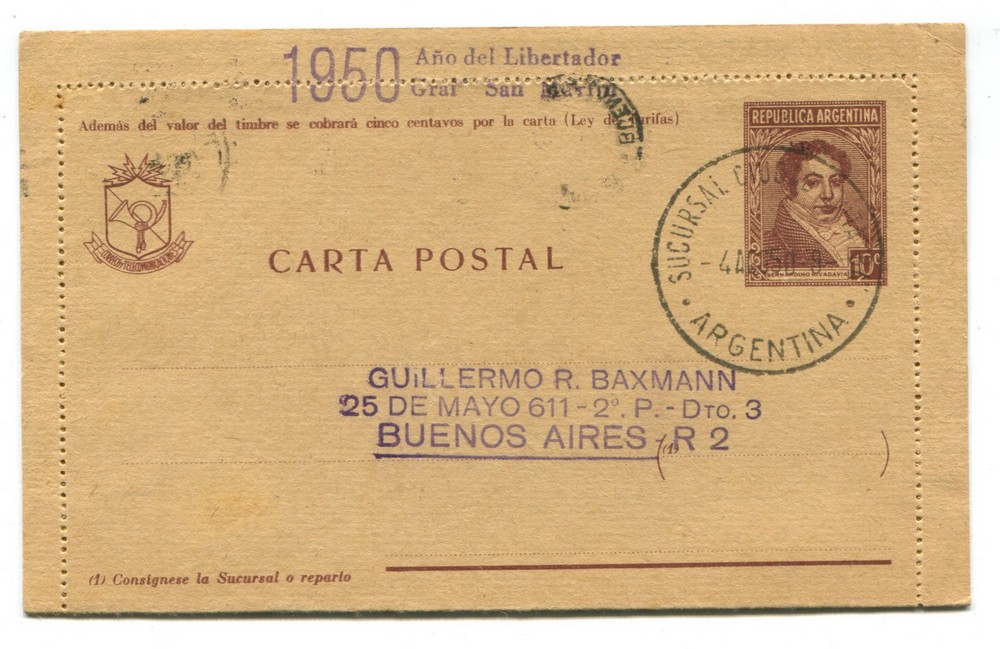 1950 Año del Libertador
Gral San Martín
Además del valor del timbre se cobrará cinco centavos por la carta (Ley de Tarifas)
REPUBLICA ARGENTINA
CORREOS Y TELECOMUNICACIONES
CARTA POSTAL
10c
BERNARDINO RIVADAVIA
SUCURSAL
ARGENTINA
GUiLLERMO R. BAXMANN
25 DE MAYO 611 - 2º. P. - DTO. 3
BUENOS AIRES - R 2
(1)
(1) Consígnese la Sucursal o reparto